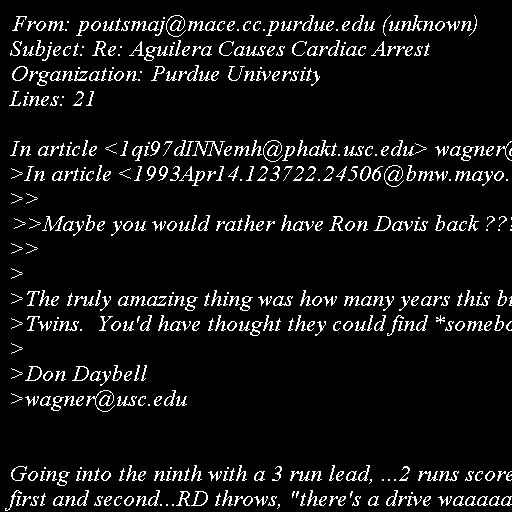 From: poutsmaj@mace.cc.purdue.edu (unknown)
Subject: Re: Aguilera Causes Cardiac Arrest
Organization: Purdue University
Lines: 21

In article <1qi97dINNemh@phakt.usc.edu> wagner@
>In article <1993Apr14.123722.24506@bmw.mayo.
>>
>>Maybe you would rather have Ron Davis back ???
>>
>
>The truly amazing thing was how many years this
>Twins.  You'd have thought they could find *somebo
>
>Don Daybell
>wagner@usc.edu


Going into the ninth with a 3 run lead, ...2 runs score
first and second...RD throws, "there's a drive waaaaa